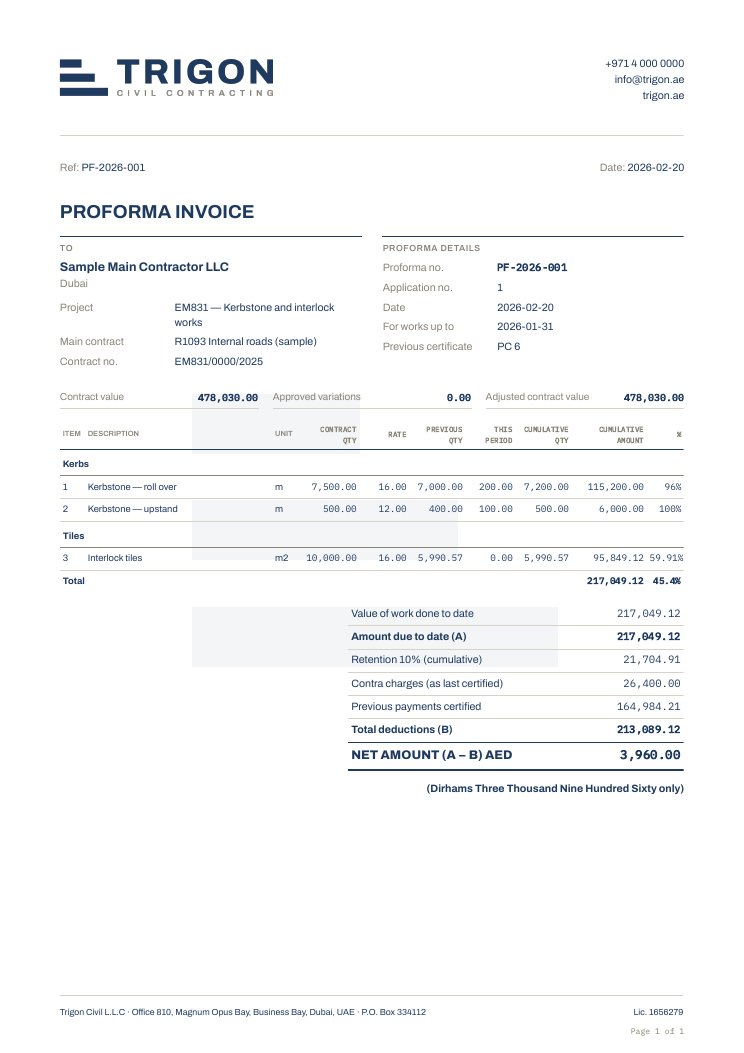 TRIGON
CIVIL CONTRACTING
+971 4 000 0000
info@trigon.ae
trigon.ae
Ref: PF-2026-001 Date: 2026-02-20
PROFORMA INVOICE
TO
Sample Main Contractor LLC
Dubai
Project EM831 — Kerbstone and interlock
works
Main contract R1093 Internal roads (sample)
Contract no. EM831/0000/2025
PROFORMA DETAILS
Proforma no. PF-2026-001
Application no. 1
Date 2026-02-20
For works up to 2026-01-31
Previous certificate PC 6
Contract value 478,030.00 Approved variations 0.00 Adjusted contract value 478,030.00
ITEM DESCRIPTION UNIT CONTRACT QTY RATE PREVIOUS QTY THIS PERIOD CUMULATIVE QTY CUMULATIVE AMOUNT %
Kerbs
1 Kerbstone — roll over m 7,500.00 16.00 7,000.00 200.00 7,200.00 115,200.00 96%
2 Kerbstone — upstand m 500.00 12.00 400.00 100.00 500.00 6,000.00 100%
Tiles
3 Interlock tiles m2 10,000.00 16.00 5,990.57 0.00 5,990.57 95,849.12 59.91%
Total 217,049.12 45.4%
Value of work done to date 217,049.12
Amount due to date (A) 217,049.12
Retention 10% (cumulative) 21,704.91
Contra charges (as last certified) 26,400.00
Previous payments certified 164,984.21
Total deductions (B) 213,089.12
NET AMOUNT (A – B) AED 3,960.00
(Dirhams Three Thousand Nine Hundred Sixty only)
Trigon Civil L.L.C · Office 810, Magnum Opus Bay, Business Bay, Dubai, UAE · P.O. Box 334112 Lic. 1656279
Page 1 of 1